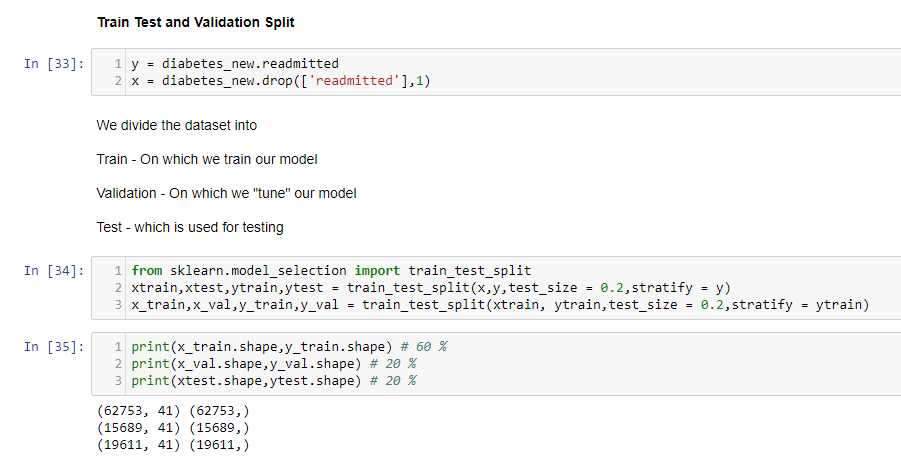 Train Test and Validation Split
In [33]:
1 y = diabetes_new.readmitted
2 x = diabetes_new.drop(['readmitted'],1)
We divide the dataset into
Train - On which we train our model
Validation - On which we "tune" our model
Test - which is used for testing
In [34]:
1 from sklearn.model_selection import train_test_split
2 xtrain,xtest,ytrain,ytest = train_test_split(x,y,test_size = 0.2,stratify = y)
3 x_train,x_val,y_train,y_val = train_test_split(xtrain, ytrain,test_size = 0.2,stratify = ytrain)
In [35]:
1 print(x_train.shape,y_train.shape) # 60 %
2 print(x_val.shape,y_val.shape) # 20 %
3 print(xtest.shape,ytest.shape) # 20 %
(62753, 41) (62753,)
(15689, 41) (15689,)
(19611, 41) (19611,)